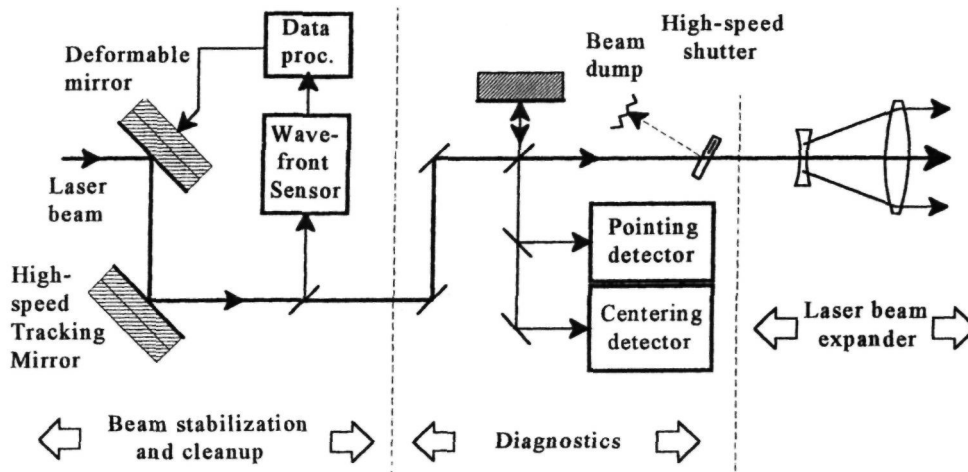 Data
proc.
Deformable
mirror
Wave-
front
Sensor
Laser
beam
High-
speed
Tracking
Mirror
Beam stabilization
and cleanup
Beam
dump
High-speed
shutter
Pointing
detector
Centering
detector
Diagnostics
Laser beam
expander